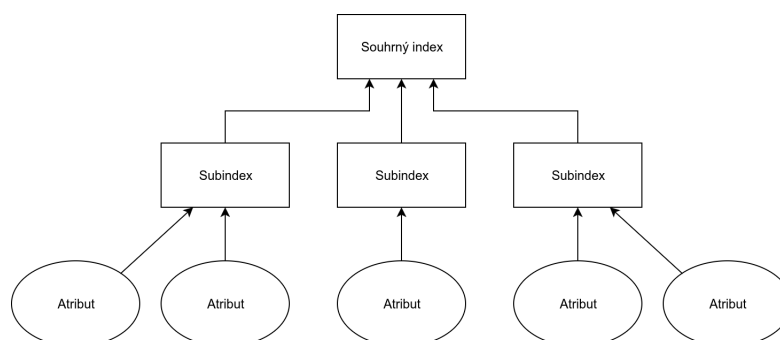 Souhrný index
Subindex
Subindex
Subindex
Atribut
Atribut
Atribut
Atribut
Atribut